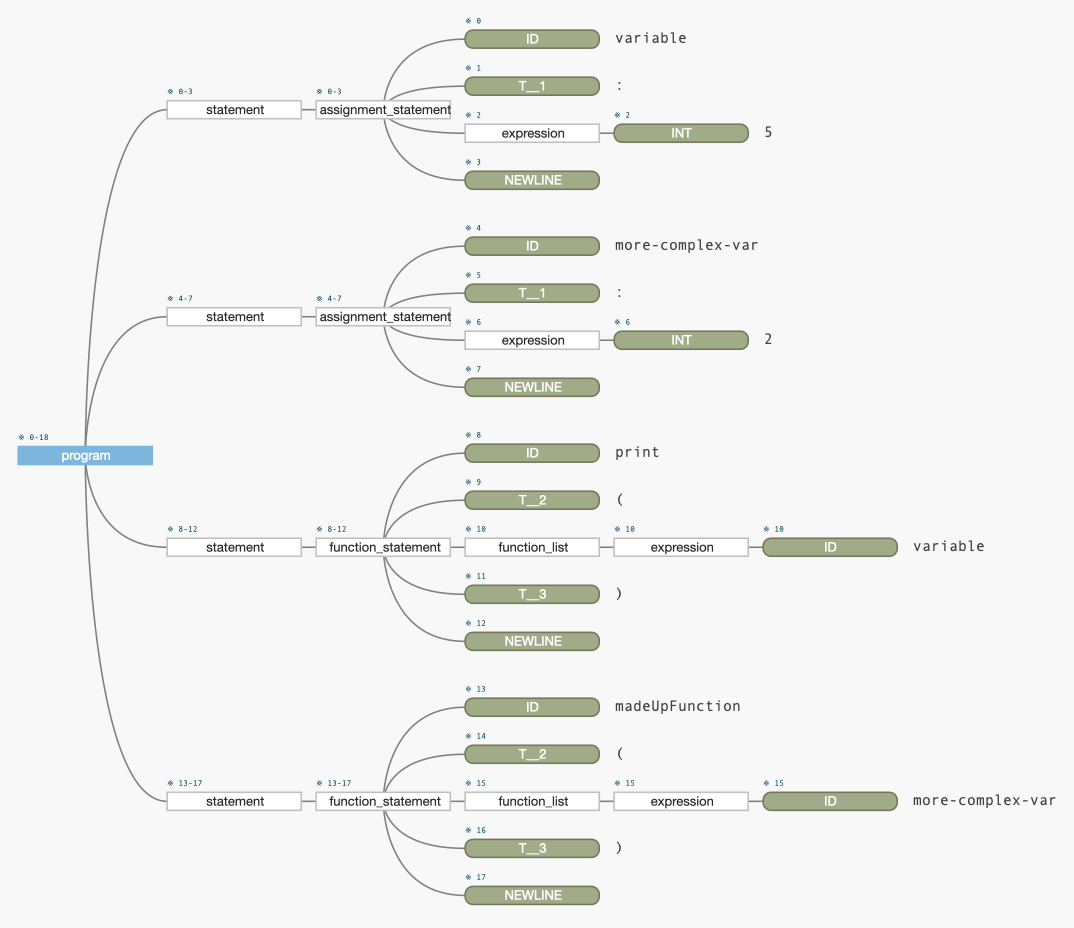 ※ 0
ID variable
※ 1
T__1 :
※ 0-3 ※ 0-3
statement assignment_statement
※ 2 ※ 2
expression INT 5
※ 3
NEWLINE
※ 4
ID more-complex-var
※ 5
T__1 :
※ 4-7 ※ 4-7
statement assignment_statement
※ 6 ※ 6
expression INT 2
※ 7
NEWLINE
※ 0-18
program
※ 8
ID print
※ 9
T__2 (
※ 8-12 ※ 8-12 ※ 10 ※ 10 ※ 10
statement function_statement function_list expression ID variable
※ 11
T__3 )
※ 12
NEWLINE
※ 13
ID madeUpFunction
※ 14
T__2 (
※ 13-17 ※ 13-17 ※ 15 ※ 15 ※ 15
statement function_statement function_list expression ID more-complex-var
※ 16
T__3 )
※ 17
NEWLINE